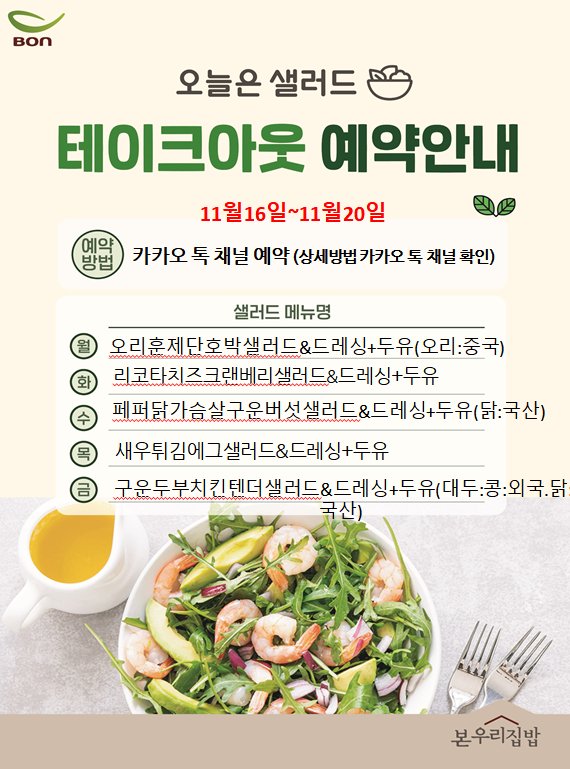 BON
오늘은 샐러드
테이크아웃 예약안내
11월16일~11월20일
예약
방법
카카오 톡 채널 예약 (상세방법 카카오 톡 채널 확인)
샐러드 메뉴명
월 오리훈제단호박샐러드&드레싱+두유(오리:중국)
화 리코타치즈크랜베리샐러드&드레싱+두유
수 페퍼닭가슴살구운버섯샐러드&드레싱+두유(닭:국산)
목 새우튀김에그샐러드&드레싱+두유
금 구운두부치킨텐더샐러드&드레싱+두유(대두:콩:외국.닭:
국산)
본우리집밥